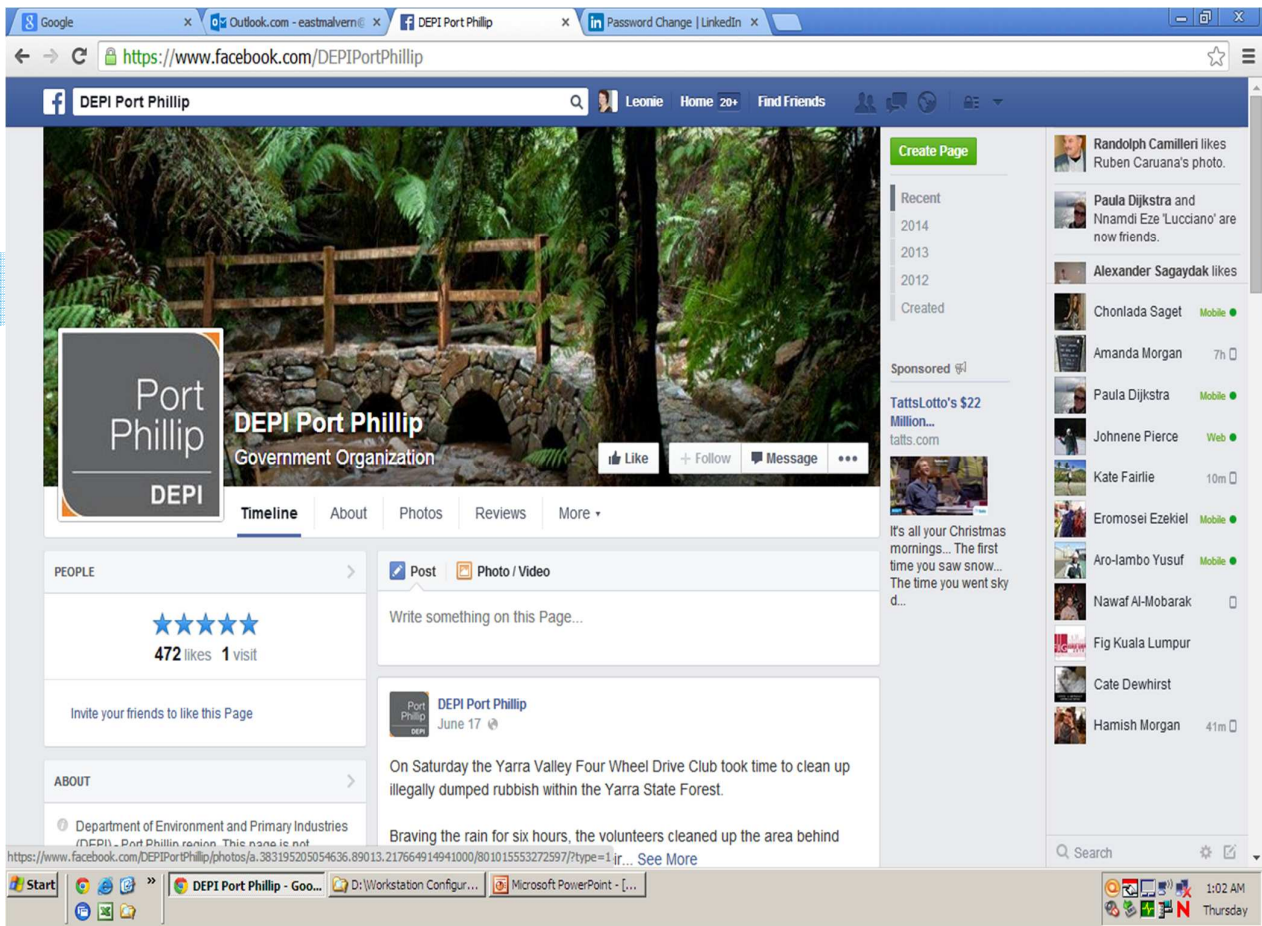 Google
Outlook.com - eastmalvern@
DEPI Port Phillip
Password Change | LinkedIn
https://www.facebook.com/DEPIPortPhillip
DEPI Port Phillip
Leonie Home 20+ Find Friends
Port
Phillip
DEPI
DEPI Port Phillip
Government Organization
Like + Follow Message •••
Timeline About Photos Reviews More
PEOPLE
472 likes 1 visit
Invite your friends to like this Page
ABOUT
Department of Environment and Primary Industries
(DEPI) - Port Phillip region. This page is not
Post Photo / Video
Write something on this Page...
Port
Phillip
DEPI
DEPI Port Phillip
June 17
On Saturday the Yarra Valley Four Wheel Drive Club took time to clean up
illegally dumped rubbish within the Yarra State Forest.
Braving the rain for six hours, the volunteers cleaned up the area behind
ir... See More
Create Page
Recent
2014
2013
2012
Created
Sponsored
TattsLotto's $22
Million...
tatts.com
It's all your Christmas
mornings... The first
time you saw snow...
The time you went sky
d...
Randolph Camilleri likes
Ruben Caruana's photo.
Paula Dijkstra and
Nnamdi Eze 'Lucciano' are
now friends.
Alexander Sagaydak likes
Chonlada Saget Mobile
Amanda Morgan 7h
Paula Dijkstra Mobile
Johnene Pierce Web
Kate Fairlie 10m
Eromosei Ezekiel Mobile
Aro-lambo Yusuf Mobile
Nawaf Al-Mobarak
Fig Kuala Lumpur
Cate Dewhirst
Hamish Morgan 41m
Search
https://www.facebook.com/DEPIPortPhillip/photos/a.383195205054636.89013.217664914941000/801015553272597/?type=1
Start
DEPI Port Phillip - Goo...
D:\Workstation Configur...
Microsoft PowerPoint - [...
1:02 AM
Thursday